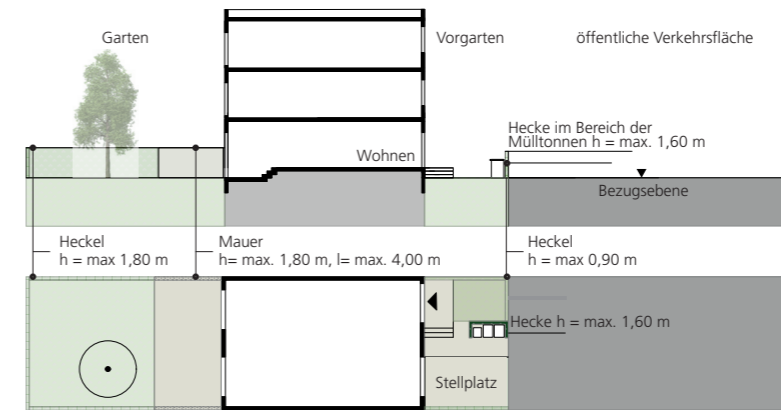 Garten
Vorgarten
öffentliche Verkehrsfläche
Hecke im Bereich der
Mülltonnen h = max. 1,60 m
Wohnen
Bezugsebene
Heckel
h = max 1,80 m
Mauer
h= max. 1,80 m, l= max. 4,00 m
Heckel
h = max 0,90 m
Hecke h = max. 1,60 m
Stellplatz